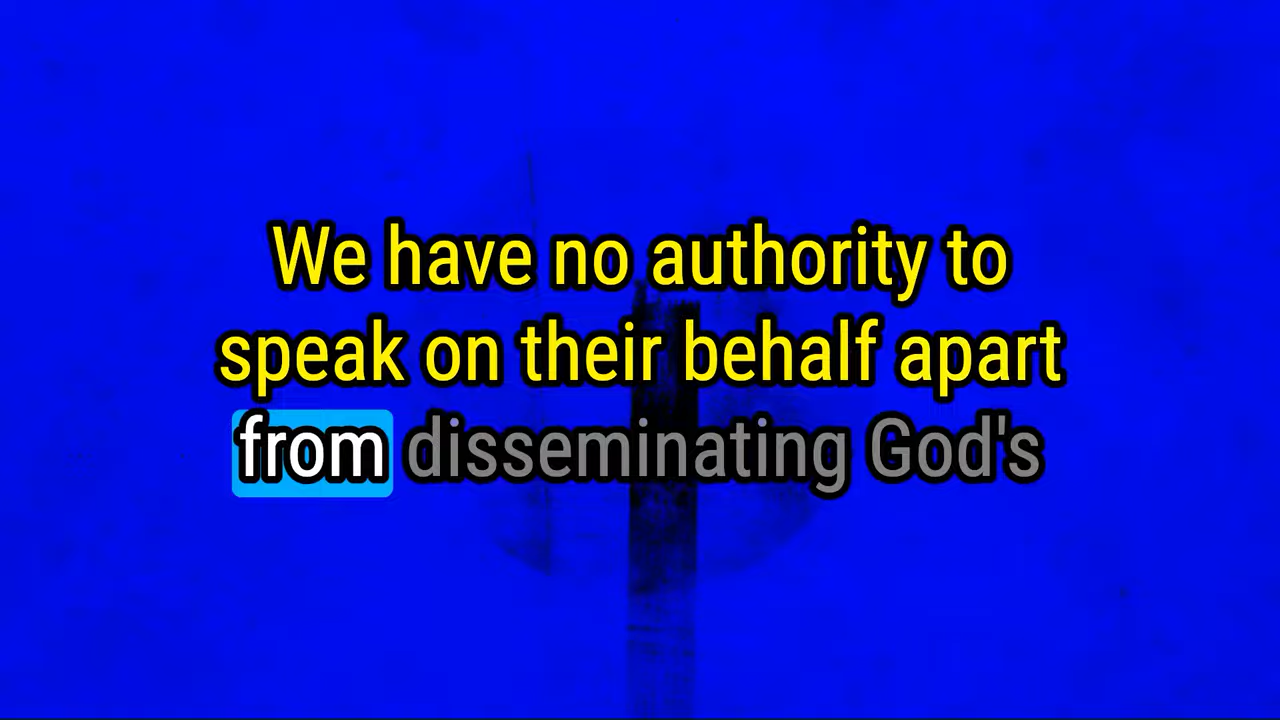 We have no authority to
speak on their behalf apart
from disseminating God's